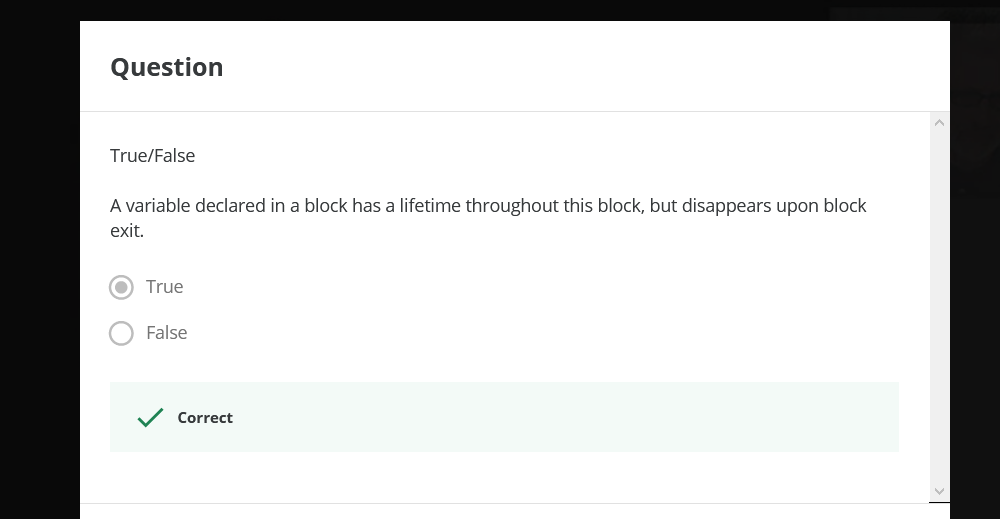 Question
True/False
A variable declared in a block has a lifetime throughout this block, but disappears upon block
exit.
True
False
Correct